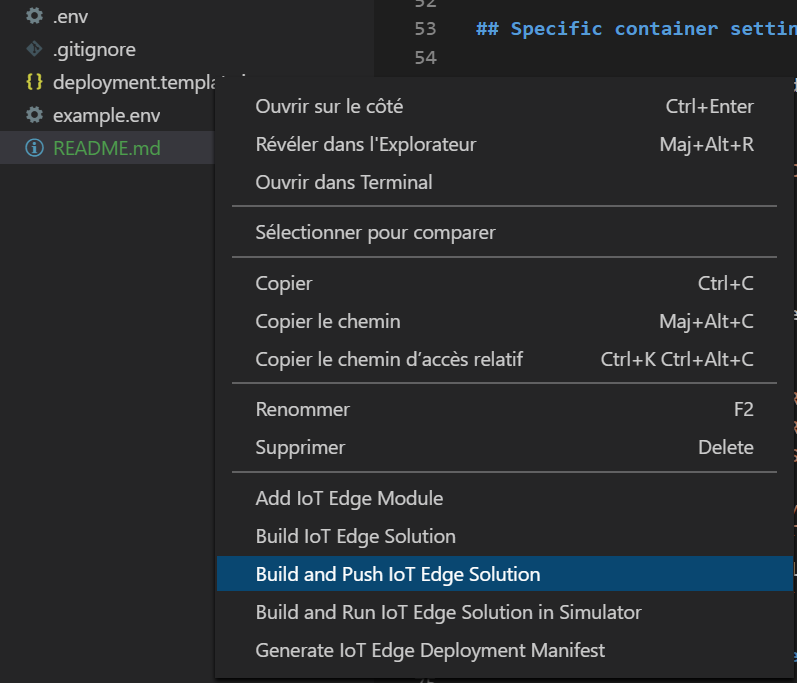 .env
.gitignore
deployment.templat
example.env
README.md
52
53 ## Specific container settin
54
Ouvrir sur le côté Ctrl+Enter
Révéler dans l'Explorateur Maj+Alt+R
Ouvrir dans Terminal
Sélectionner pour comparer
Copier Ctrl+C
Copier le chemin Maj+Alt+C
Copier le chemin d’accès relatif Ctrl+K Ctrl+Alt+C
Renommer F2
Supprimer Delete
Add IoT Edge Module
Build IoT Edge Solution
Build and Push IoT Edge Solution
Build and Run IoT Edge Solution in Simulator
Generate IoT Edge Deployment Manifest